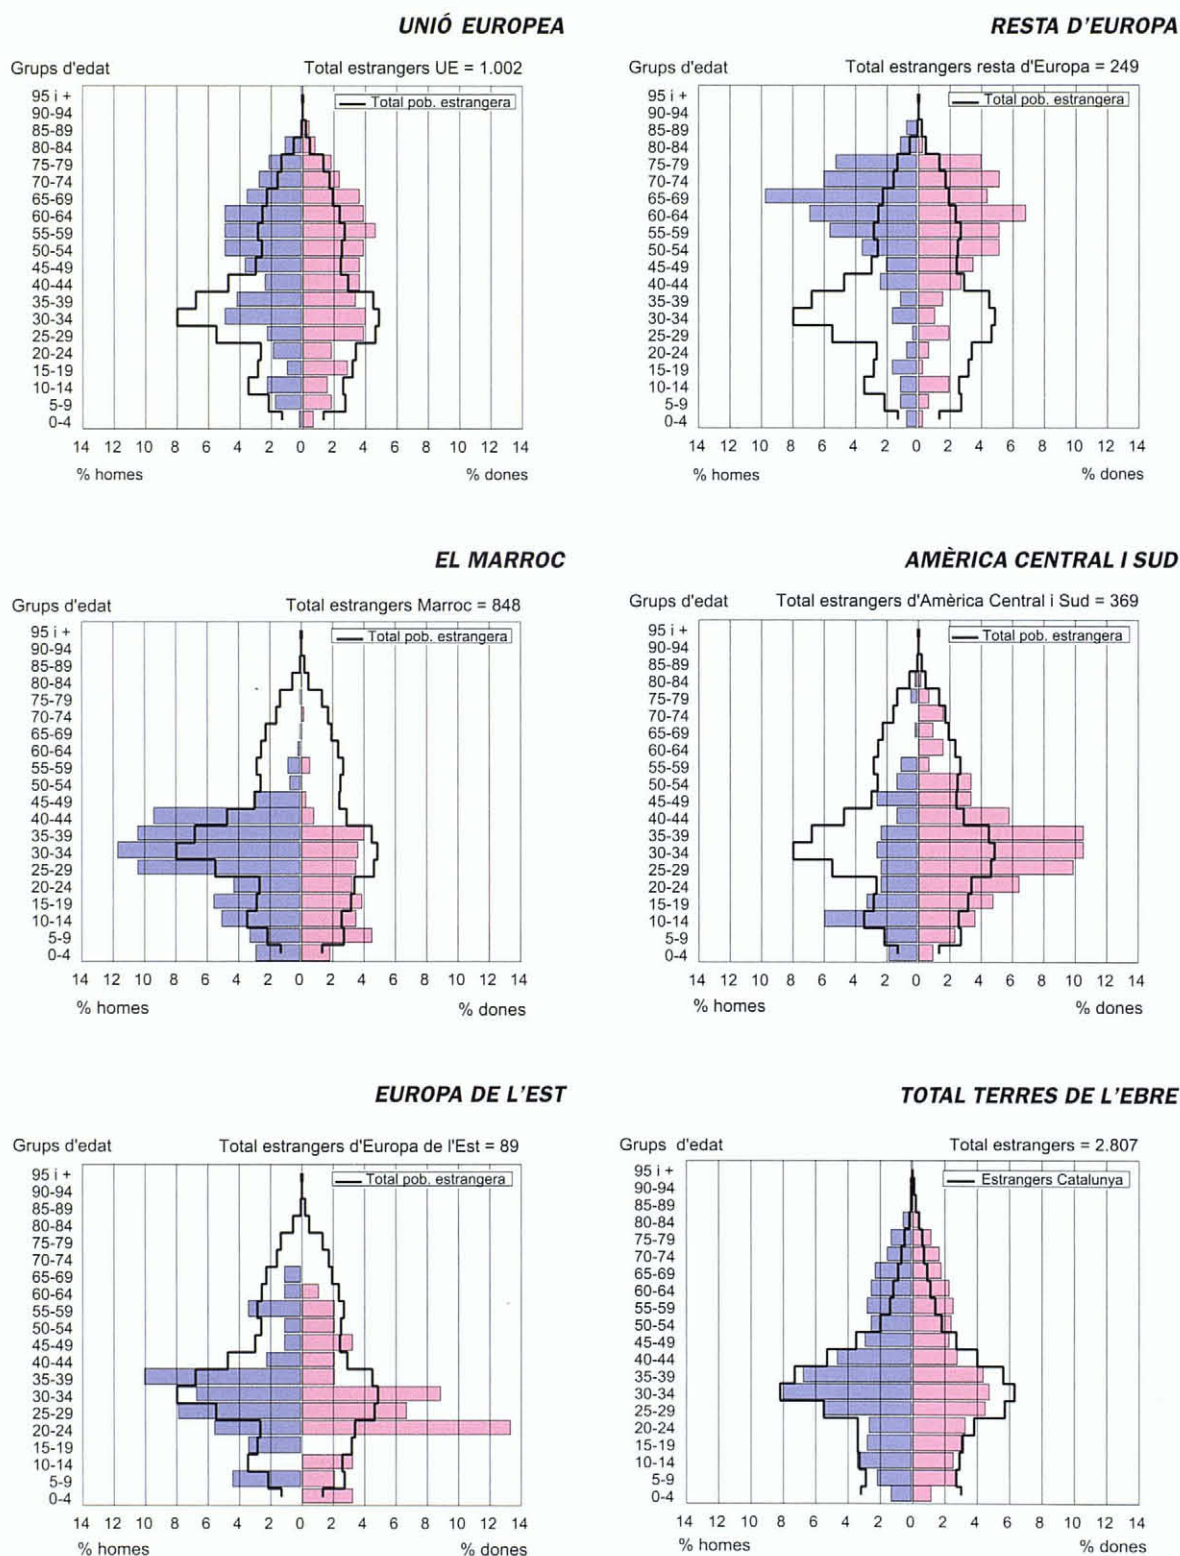 UNIÓ EUROPEA
Grups d'edat
Total estrangers UE = 1.002
Total pob. estrangera
95 i +
90-94
85-89
80-84
75-79
70-74
65-69
60-64
55-59
50-54
45-49
40-44
35-39
30-34
25-29
20-24
15-19
10-14
5-9
0-4
14 12 10 8 6 4 2 0 2 4 6 8 10 12 14
% homes
% dones
RESTA D'EUROPA
Grups d'edat
Total estrangers resta d'Europa = 249
Total pob. estrangera
95 i +
90-94
85-89
80-84
75-79
70-74
65-69
60-64
55-59
50-54
45-49
40-44
35-39
30-34
25-29
20-24
15-19
10-14
5-9
0-4
14 12 10 8 6 4 2 0 2 4 6 8 10 12 14
% homes
% dones
EL MARROC
Grups d'edat
Total estrangers Marroc = 848
Total pob. estrangera
95 i +
90-94
85-89
80-84
75-79
70-74
65-69
60-64
55-59
50-54
45-49
40-44
35-39
30-34
25-29
20-24
15-19
10-14
5-9
0-4
14 12 10 8 6 4 2 0 2 4 6 8 10 12 14
% homes
% dones
AMÈRICA CENTRAL I SUD
Grups d'edat
Total estrangers d'Amèrica Central i Sud = 369
Total pob. estrangera
95 i +
90-94
85-89
80-84
75-79
70-74
65-69
60-64
55-59
50-54
45-49
40-44
35-39
30-34
25-29
20-24
15-19
10-14
5-9
0-4
14 12 10 8 6 4 2 0 2 4 6 8 10 12 14
% homes
% dones
EUROPA DE L'EST
Grups d'edat
Total estrangers d'Europa de l'Est = 89
Total pob. estrangera
95 i +
90-94
85-89
80-84
75-79
70-74
65-69
60-64
55-59
50-54
45-49
40-44
35-39
30-34
25-29
20-24
15-19
10-14
5-9
0-4
14 12 10 8 6 4 2 0 2 4 6 8 10 12 14
% homes
% dones
TOTAL TERRES DE L'EBRE
Grups d'edat
Total estrangers = 2.807
Estrangers Catalunya
95 i +
90-94
85-89
80-84
75-79
70-74
65-69
60-64
55-59
50-54
45-49
40-44
35-39
30-34
25-29
20-24
15-19
10-14
5-9
0-4
14 12 10 8 6 4 2 0 2 4 6 8 10 12 14
% homes
% dones